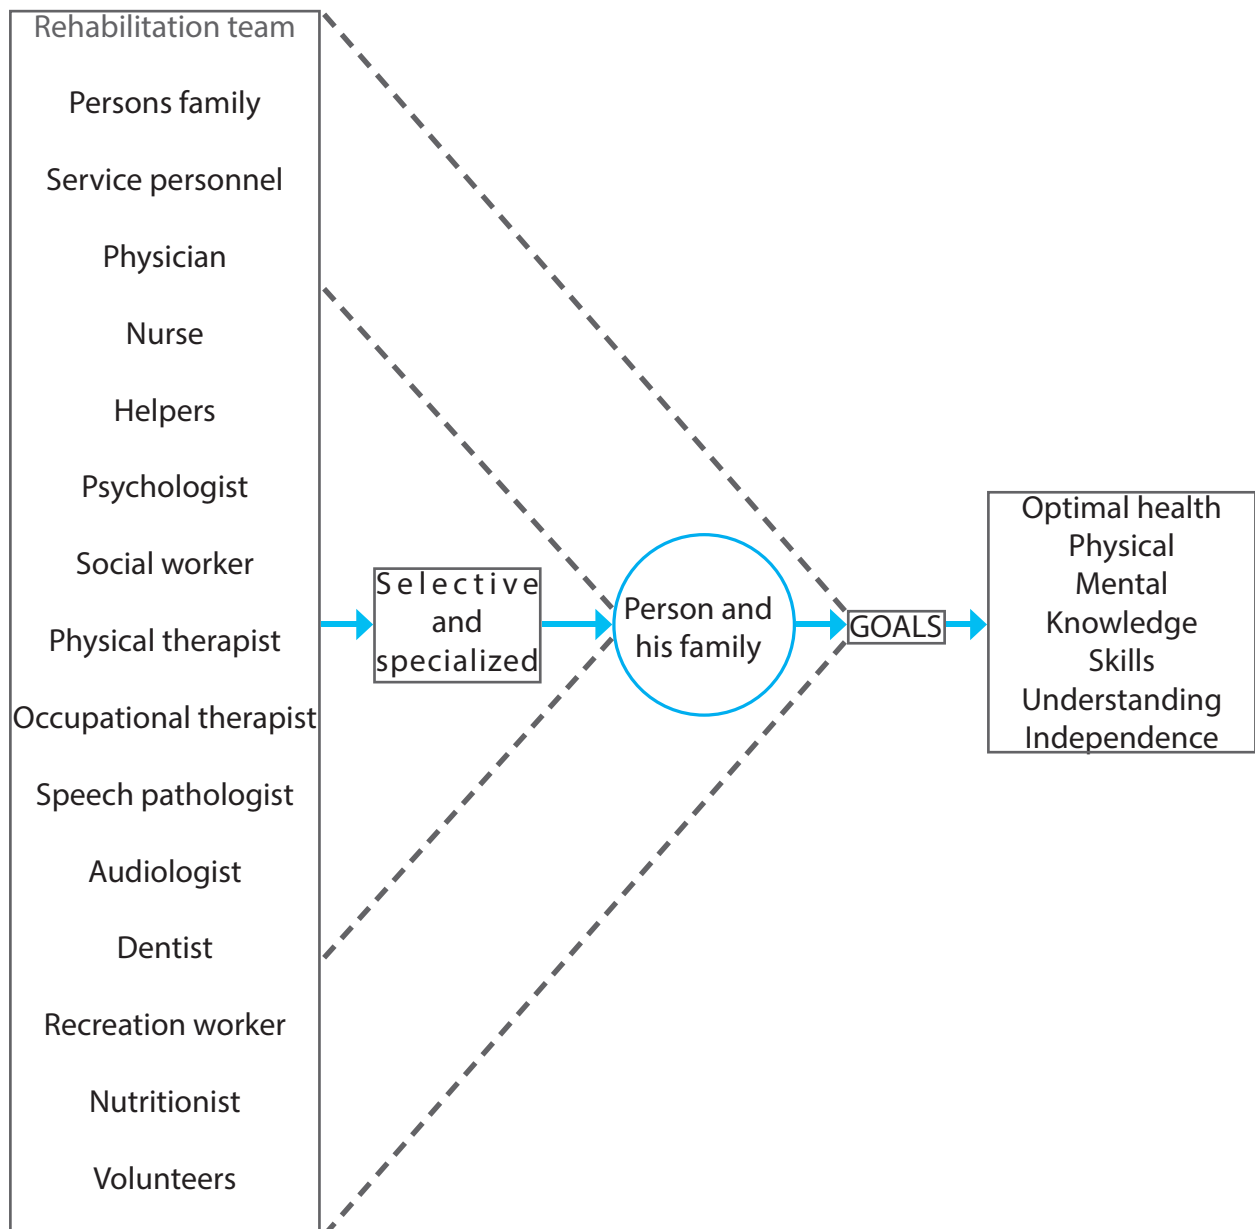 Rehabilitation team
Persons family
Service personnel
Physician
Nurse
Helpers
Psychologist
Social worker
Physical therapist
Occupational therapist
Speech pathologist
Audiologist
Dentist
Recreation worker
Nutritionist
Volunteers
Selective
and
specialized
Person and
his family
GOALS
Optimal health
Physical
Mental
Knowledge
Skills
Understanding
Independence